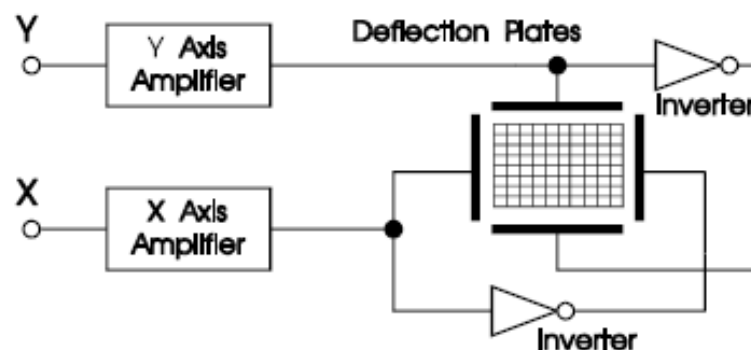 Y
Y Axis
Amplifier
Deflection Plates
Inverter
X
X Axis
Amplifier
Inverter